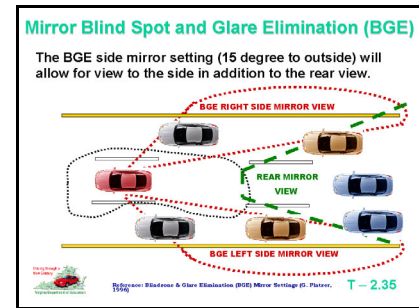 Mirror Blind Spot and Glare Elimination (BGE)
The BGE side mirror setting (15 degree to outside) will
allow for view to the side in addition to the rear view.
BGE RIGHT SIDE MIRROR VIEW
REAR MIRROR
VIEW
BGE LEFT SIDE MIRROR VIEW
Reference: Blindzone & Glare Elimination (BGE) Mirror Settings (G. Platzer,
1996)
T – 2.35